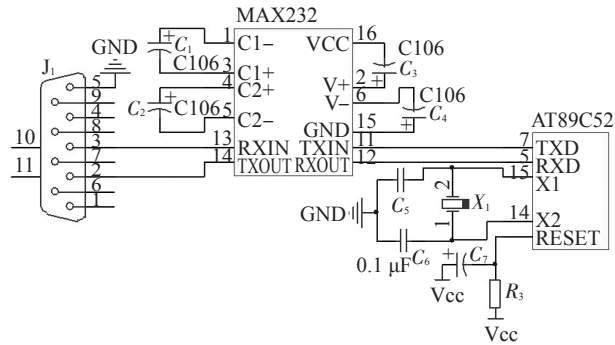 MAX232
J₁
GND
5
9
4
8
3
7
2
6
1
10
11
1
C₁
C106
3
4
C₂
C106
5
13
14
C1−
C1+
C2+
C2−
RXIN
TXOUT
VCC
V+
V−
GND
TXIN
RXOUT
16
2
6
15
11
12
C106
C₃
C106
C₄
AT89C52
7
5
15
14
TXD
RXD
X1
X2
RESET
GND
C₅
2
X₁
1
C₆
0.1 µF
+
C₇
Vcc
R₃
Vcc